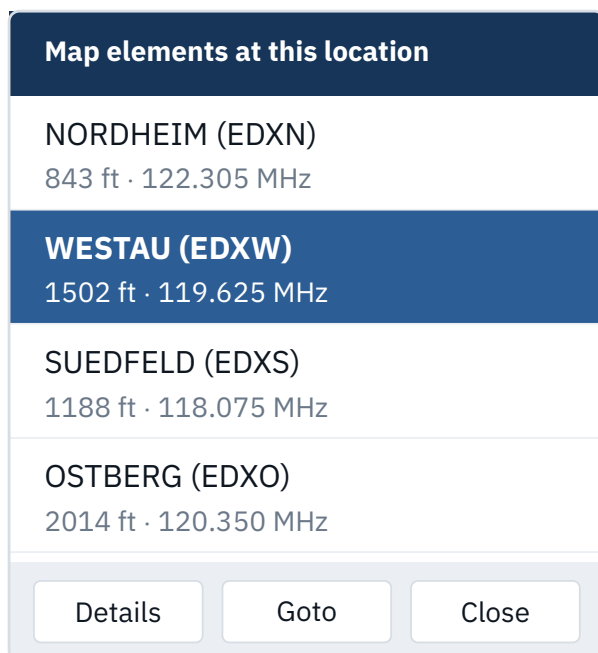 Map elements at this location
NORDHEIM (EDXN)
843 ft · 122.305 MHz
WESTAU (EDXW)
1502 ft · 119.625 MHz
SUEDFELD (EDXS)
1188 ft · 118.075 MHz
OSTBERG (EDXO)
2014 ft · 120.350 MHz
Details Goto Close